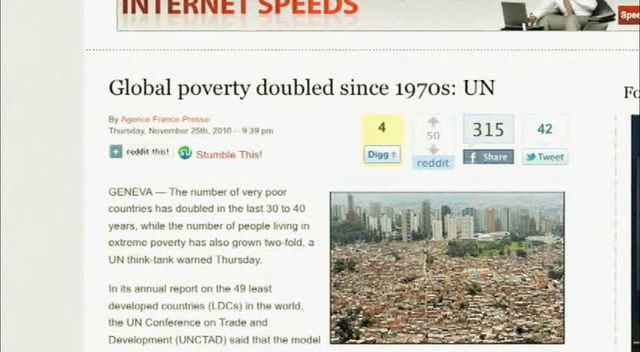 INTERNET SPEEDS
Spee
Global poverty doubled since 1970s: UN
Fo
By Agence France-Presse
Thursday, November 25th, 2010 -- 9:39 pm
4
50
315
42
reddit this!
Stumble This!
Digg
reddit
Share
Tweet
GENEVA — The number of very poor
countries has doubled in the last 30 to 40
years, while the number of people living in
extreme poverty has also grown two-fold, a
UN think-tank warned Thursday.
In its annual report on the 49 least
developed countries (LDCs) in the world,
the UN Conference on Trade and
Development (UNCTAD) said that the model